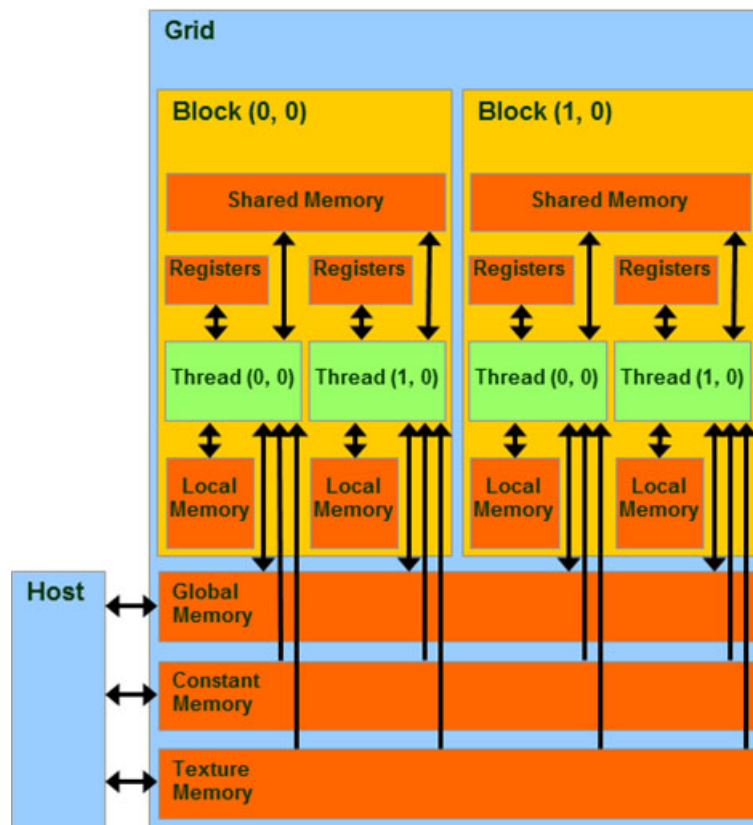 Grid
Block (0, 0)
Block (1, 0)
Shared Memory
Shared Memory
Registers
Registers
Registers
Registers
Thread (0, 0)
Thread (1, 0)
Thread (0, 0)
Thread (1, 0)
Local
Memory
Local
Memory
Local
Memory
Local
Memory
Host
Global
Memory
Constant
Memory
Texture
Memory